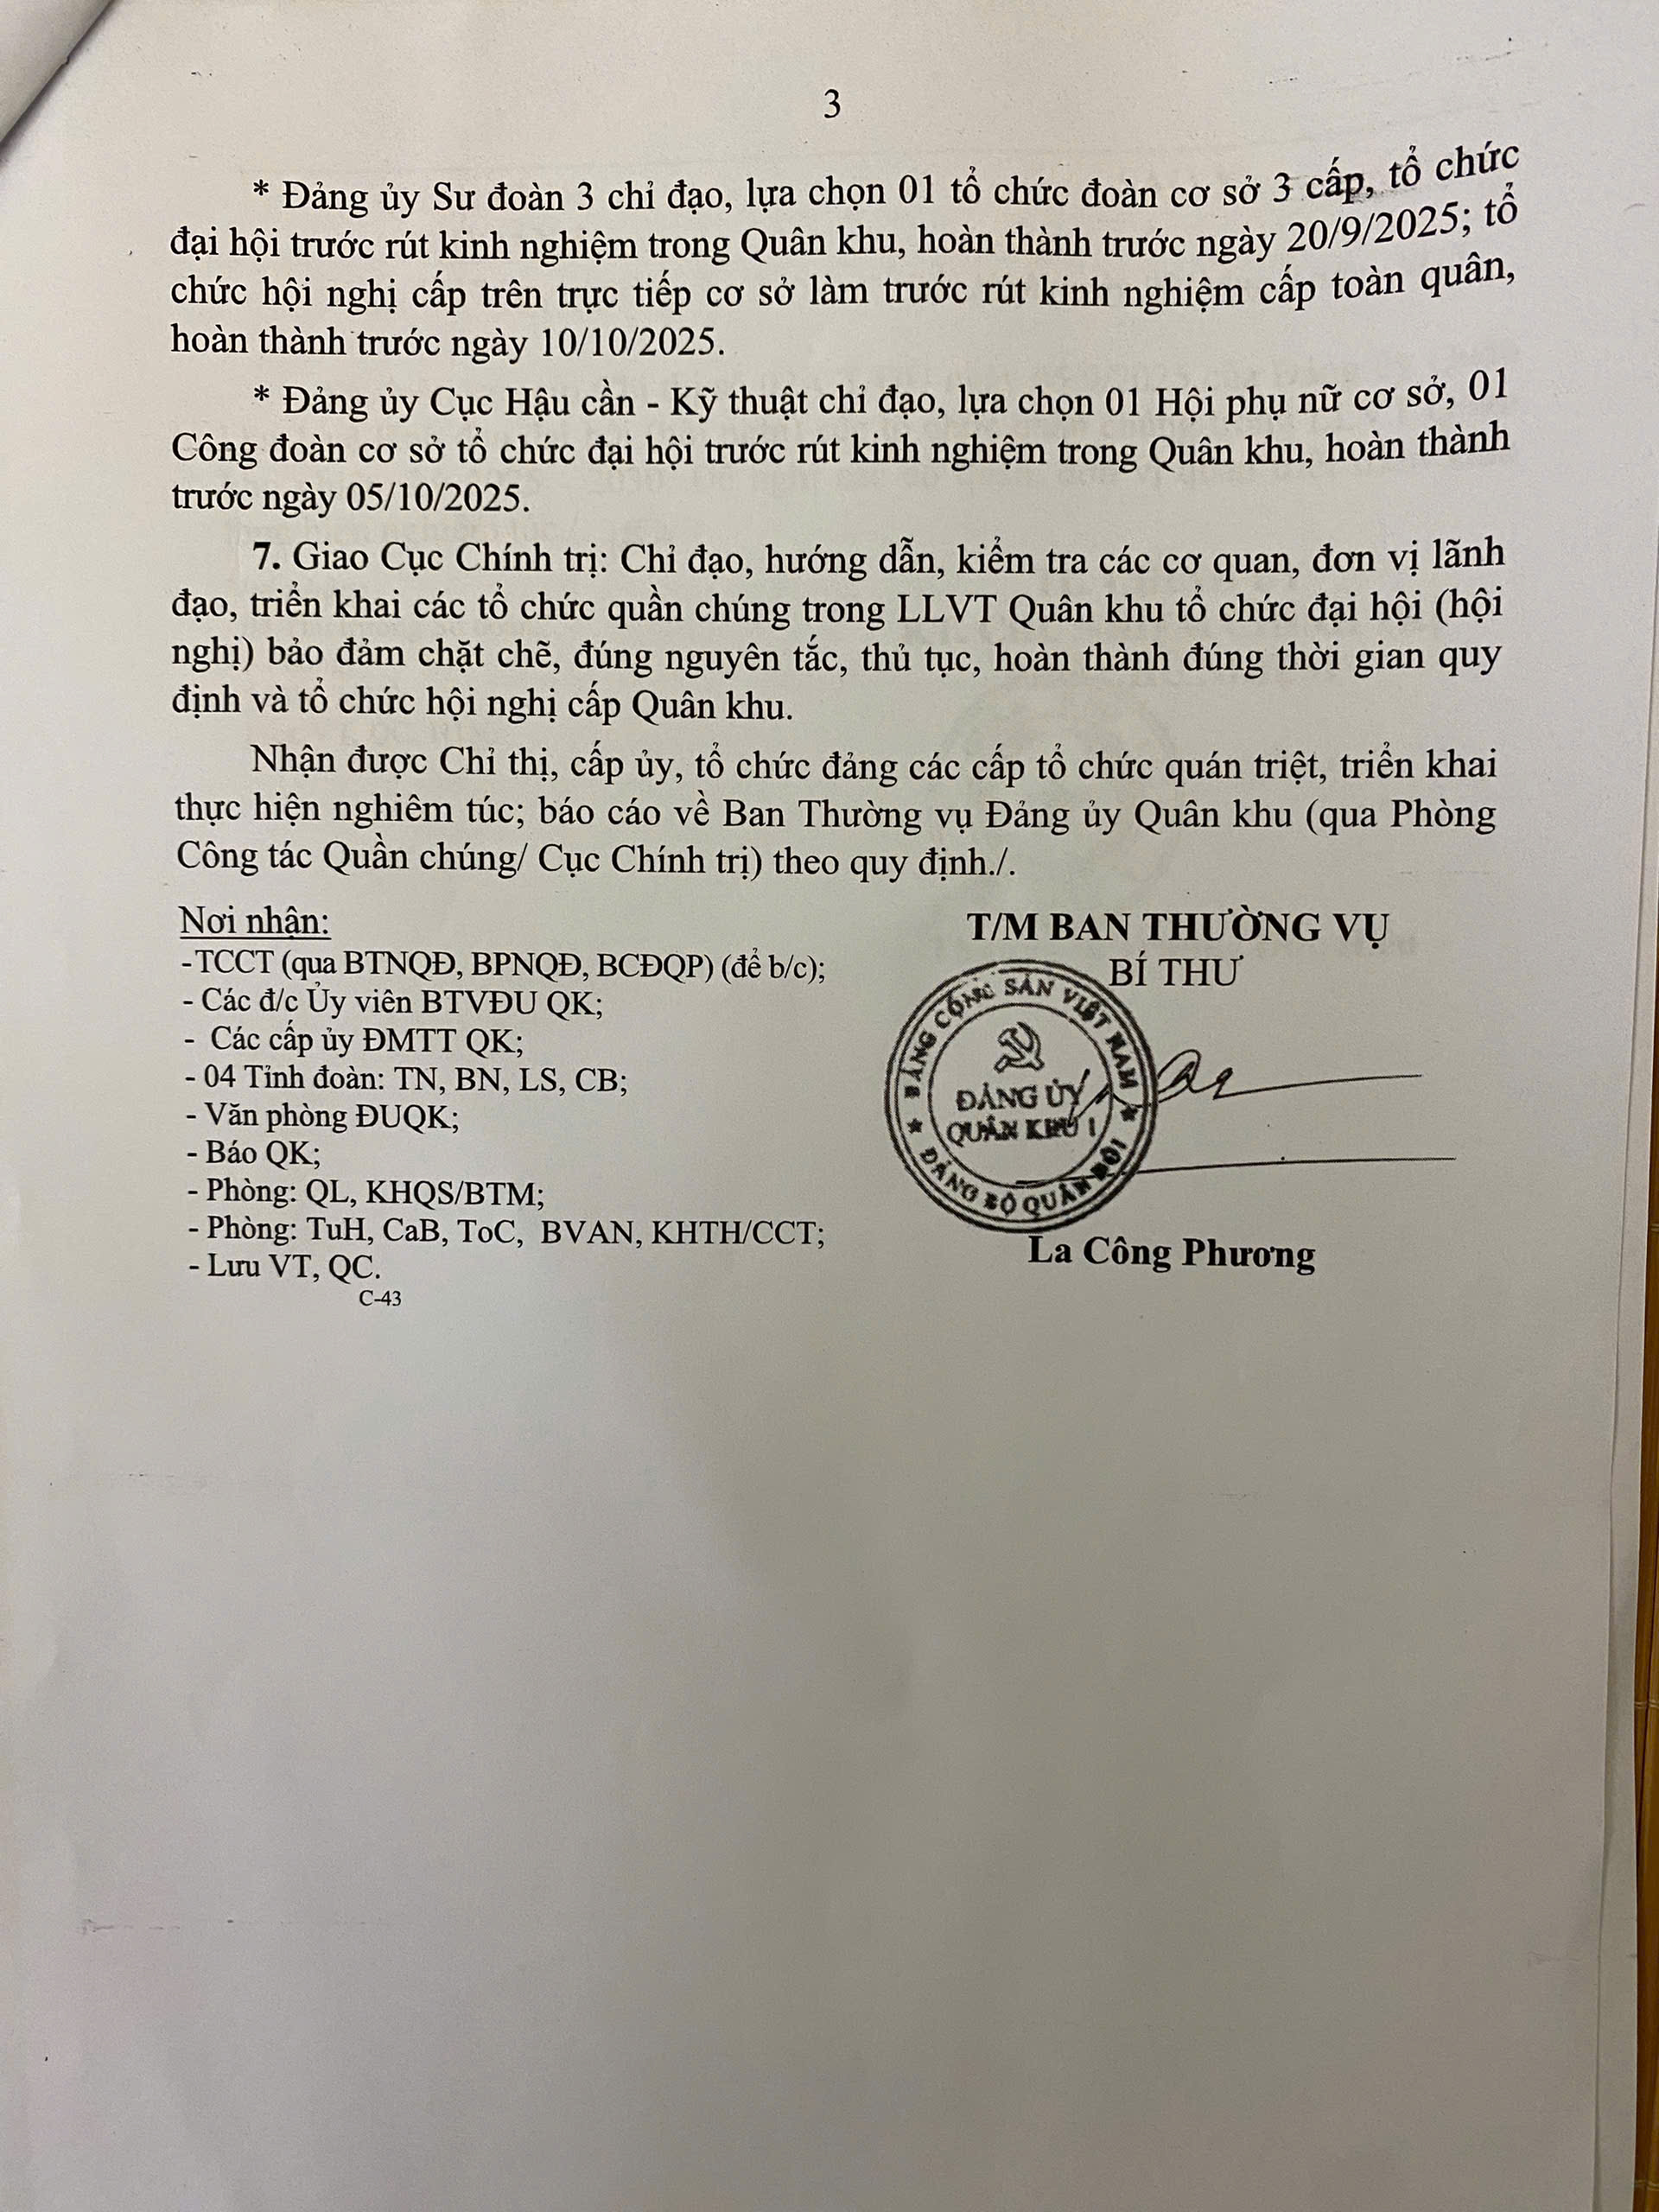 3
* Đảng ủy Sư đoàn 3 chỉ đạo, lựa chọn 01 tổ chức đoàn cơ sở 3 cấp, tổ chức
đại hội trước rút kinh nghiệm trong Quân khu, hoàn thành trước ngày 20/9/2025; tổ
chức hội nghị cấp trên trực tiếp cơ sở làm trước rút kinh nghiệm cấp toàn quân,
hoàn thành trước ngày 10/10/2025.
* Đảng ủy Cục Hậu cần - Kỹ thuật chỉ đạo, lựa chọn 01 Hội phụ nữ cơ sở, 01
Công đoàn cơ sở tổ chức đại hội trước rút kinh nghiệm trong Quân khu, hoàn thành
trước ngày 05/10/2025.
7. Giao Cục Chính trị: Chỉ đạo, hướng dẫn, kiểm tra các cơ quan, đơn vị lãnh
đạo, triển khai các tổ chức quần chúng trong LLVT Quân khu tổ chức đại hội (hội
nghị) bảo đảm chặt chẽ, đúng nguyên tắc, thủ tục, hoàn thành đúng thời gian quy
định và tổ chức hội nghị cấp Quân khu.
Nhận được Chỉ thị, cấp ủy, tổ chức đảng các cấp tổ chức quán triệt, triển khai
thực hiện nghiêm túc; báo cáo về Ban Thường vụ Đảng ủy Quân khu (qua Phòng
Công tác Quần chúng/ Cục Chính trị) theo quy định./.
Nơi nhận:
-TCCT (qua BTNQĐ, BPNQĐ, BCĐQP) (để b/c);
- Các đ/c Ủy viên BTVĐU QK;
- Các cấp ủy ĐMTT QK;
- 04 Tỉnh đoàn: TN, BN, LS, CB;
- Văn phòng ĐUQK;
- Báo QK;
- Phòng: QL, KHQS/BTM;
- Phòng: TuH, CaB, ToC, BVAN, KHTH/CCT;
- Lưu VT, QC.
C-43
T/M BAN THƯỜNG VỤ
BÍ THƯ
ĐẢNG CỘNG SẢN VIỆT NAM
ĐẢNG ỦY
QUÂN KHU 1
ĐẢNG BỘ QUÂN ĐỘI
La Công Phương